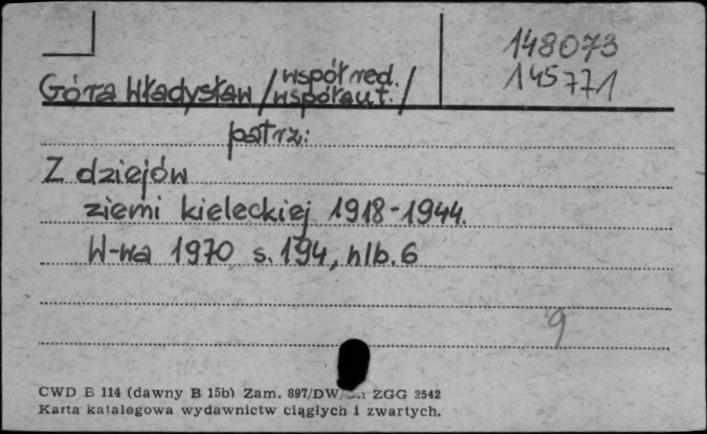 148073
145771
Góra Władysław /współred.
współaut./
patrz:
Z dziejów
ziemi kieleckiej 1918-1944.
W-wa 1970 s. 194, nlb. 6
9
CWD B 114 (dawny B 15b) Zam. 897/DW ZGG 2542
Karta katalogowa wydawnictw ciągłych i zwartych.